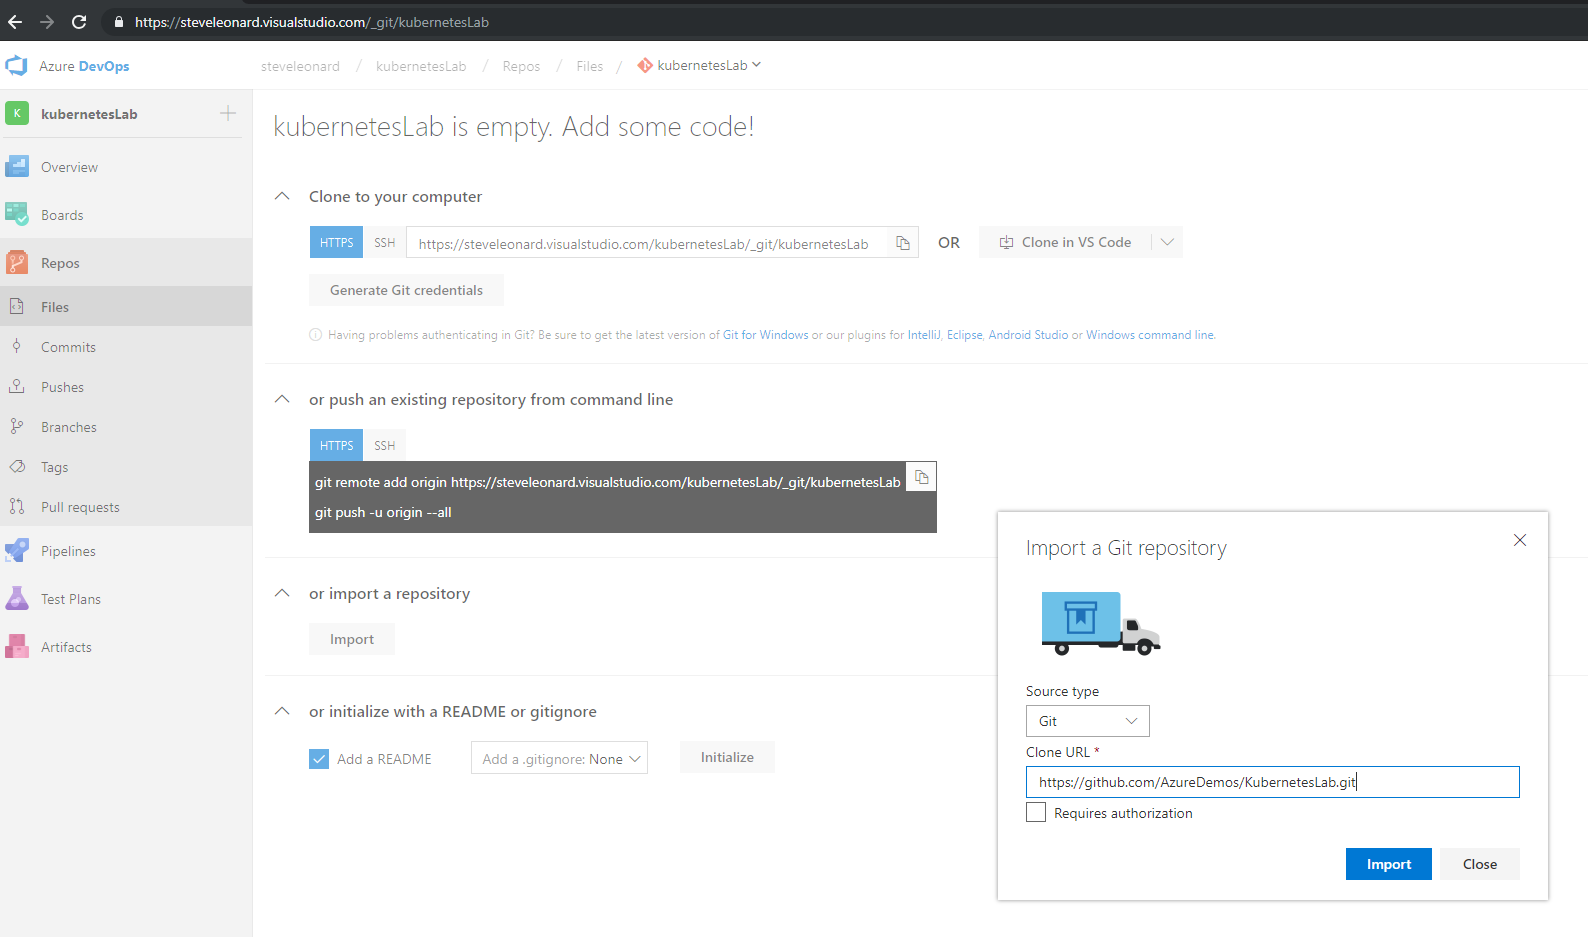 https://steveleonard.visualstudio.com/_git/kubernetesLab
Azure DevOps
steveleonard / kubernetesLab / Repos / Files / kubernetesLab
K kubernetesLab
Overview
Boards
Repos
Files
Commits
Pushes
Branches
Tags
Pull requests
Pipelines
Test Plans
Artifacts
kubernetesLab is empty. Add some code!
Clone to your computer
HTTPS SSH https://steveleonard.visualstudio.com/kubernetesLab/_git/kubernetesLab OR Clone in VS Code
Generate Git credentials
Having problems authenticating in Git? Be sure to get the latest version of Git for Windows or our plugins for IntelliJ, Eclipse, Android Studio or Windows command line.
or push an existing repository from command line
HTTPS SSH
git remote add origin https://steveleonard.visualstudio.com/kubernetesLab/_git/kubernetesLab
git push -u origin --all
or import a repository
Import
or initialize with a README or gitignore
Add a README Add a .gitignore: None Initialize
Import a Git repository
Source type
Git
Clone URL *
https://github.com/AzureDemos/KubernetesLab.git
Requires authorization
Import Close